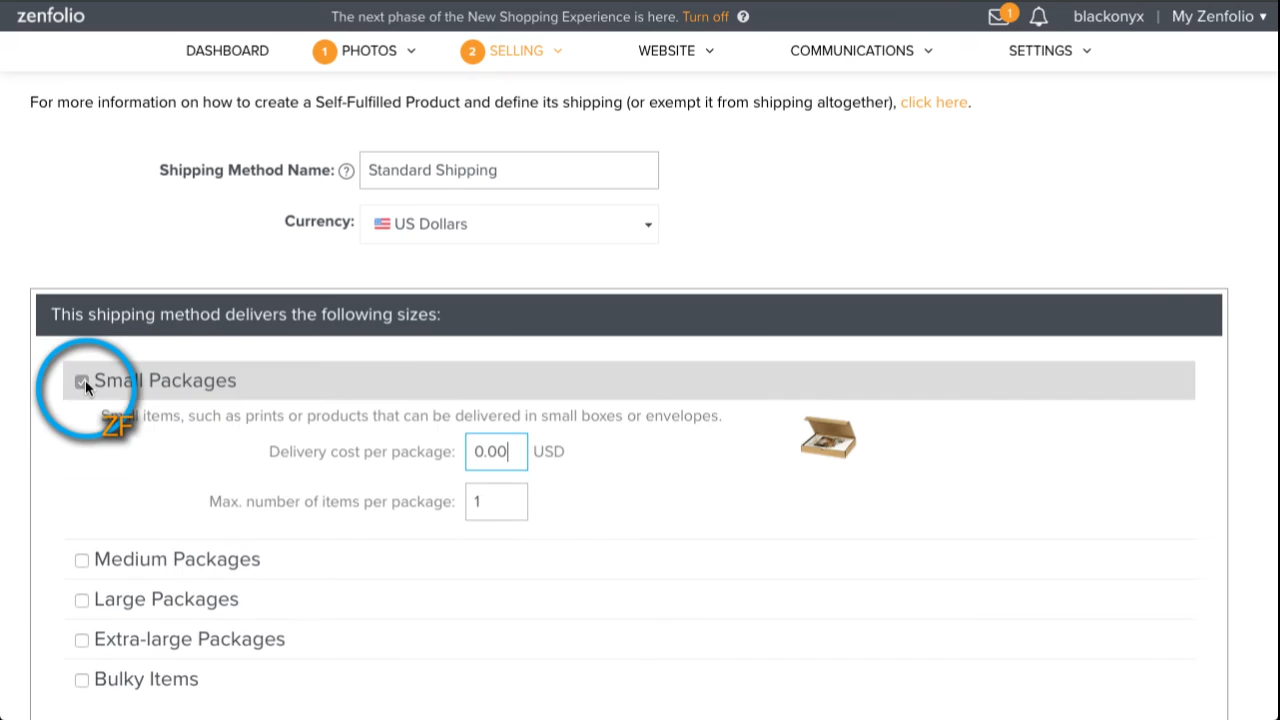 zenfolio
The next phase of the New Shopping Experience is here. Turn off ?
1
blackonyx | My Zenfolio
DASHBOARD
1 PHOTOS
2 SELLING
WEBSITE
COMMUNICATIONS
SETTINGS
For more information on how to create a Self-Fulfilled Product and define its shipping (or exempt it from shipping altogether), click here.
Shipping Method Name: ? Standard Shipping
Currency: US Dollars
This shipping method delivers the following sizes:
Small Packages
Small items, such as prints or products that can be delivered in small boxes or envelopes.
ZF
Delivery cost per package: 0.00 USD
Max. number of items per package: 1
Medium Packages
Large Packages
Extra-large Packages
Bulky Items